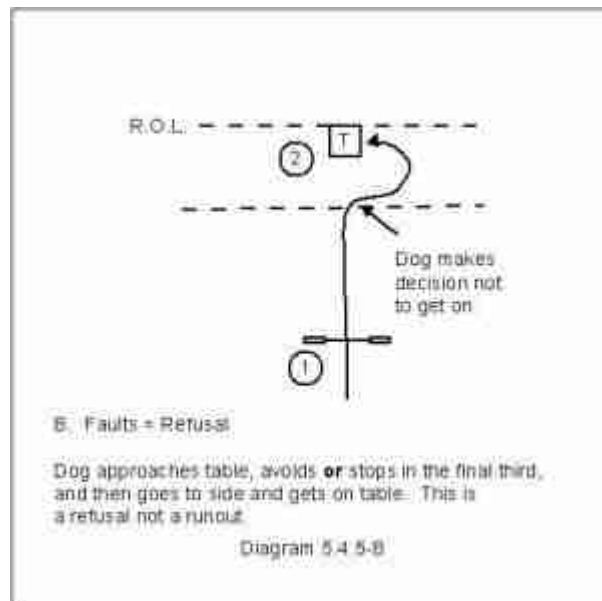 R.O.L.
T
2
Dog makes
decision not
to get on
1
B. Faults = Refusal
Dog approaches table, avoids or stops in the final third,
and then goes to side and gets on table. This is
a refusal not a runout.
Diagram 5.4.5-B